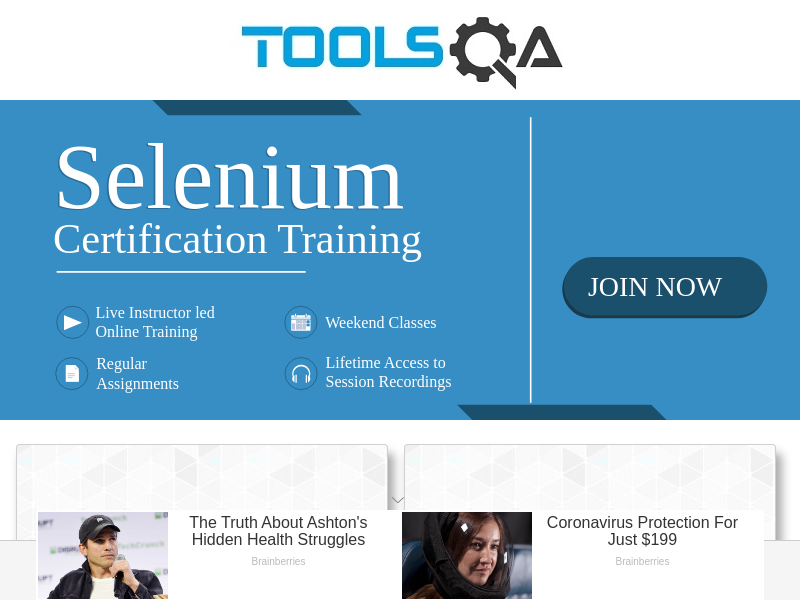 TOOLSQA
Selenium
Certification Training
Live Instructor led
Online Training
Weekend Classes
Regular
Assignments
Lifetime Access to
Session Recordings
JOIN NOW
The Truth About Ashton's
Hidden Health Struggles
Brainberries
Coronavirus Protection For
Just $199
Brainberries